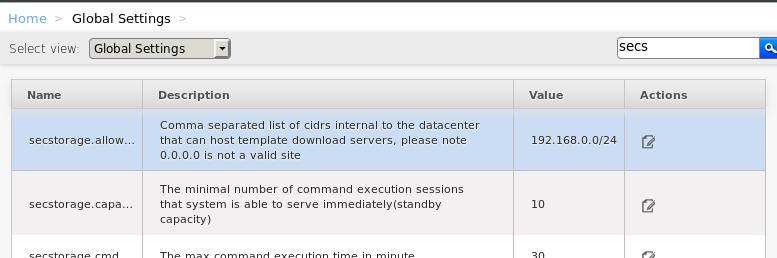 Home > Global Settings >
Select view: Global Settings secs
Name Description Value Actions
secstorage.allow... Comma separated list of cidrs internal to the datacenter that can host template download servers, please note 0.0.0.0 is not a valid site 192.168.0.0/24
secstorage.capa... The minimal number of command execution sessions that system is able to serve immediately(standby capacity) 10
secstorage.cmd The max command execution time in minute 30